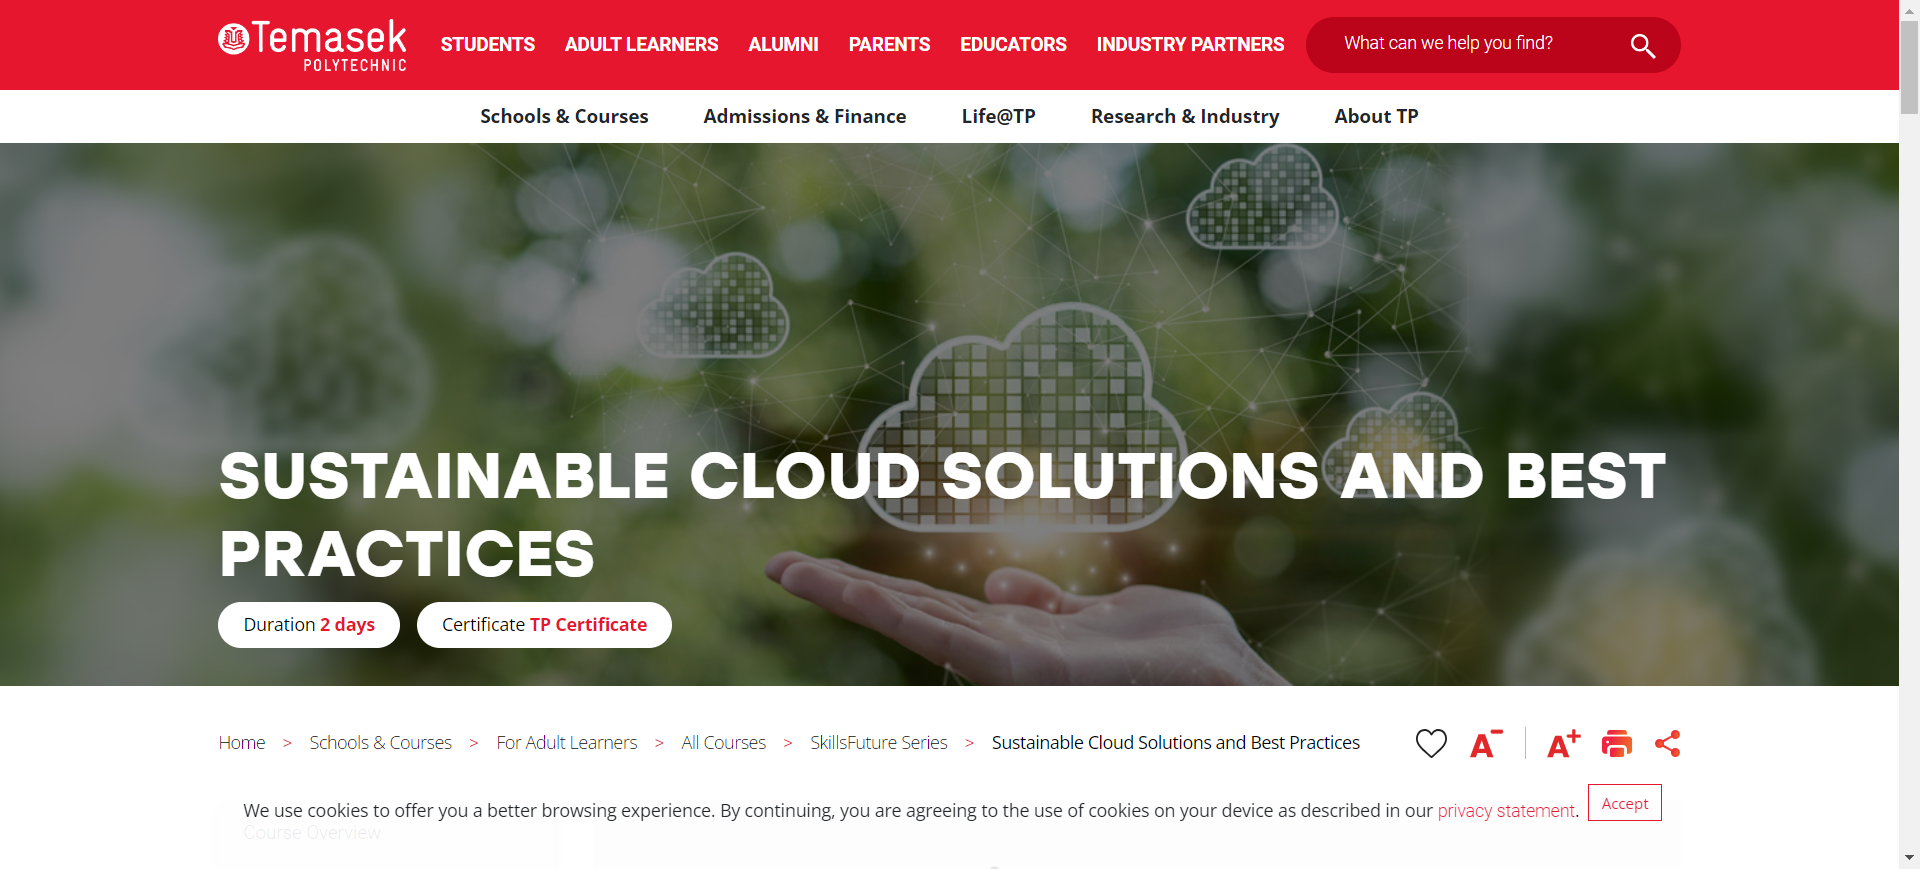 Temasek
POLYTECHNIC
STUDENTS ADULT LEARNERS ALUMNI PARENTS EDUCATORS INDUSTRY PARTNERS
What can we help you find?
Schools & Courses Admissions & Finance Life@TP Research & Industry About TP
SUSTAINABLE CLOUD SOLUTIONS AND BEST
PRACTICES
Duration 2 days Certificate TP Certificate
Home > Schools & Courses > For Adult Learners > All Courses > SkillsFuture Series > Sustainable Cloud Solutions and Best Practices
A- A+
We use cookies to offer you a better browsing experience. By continuing, you are agreeing to the use of cookies on your device as described in our privacy statement. Accept
Course Overview